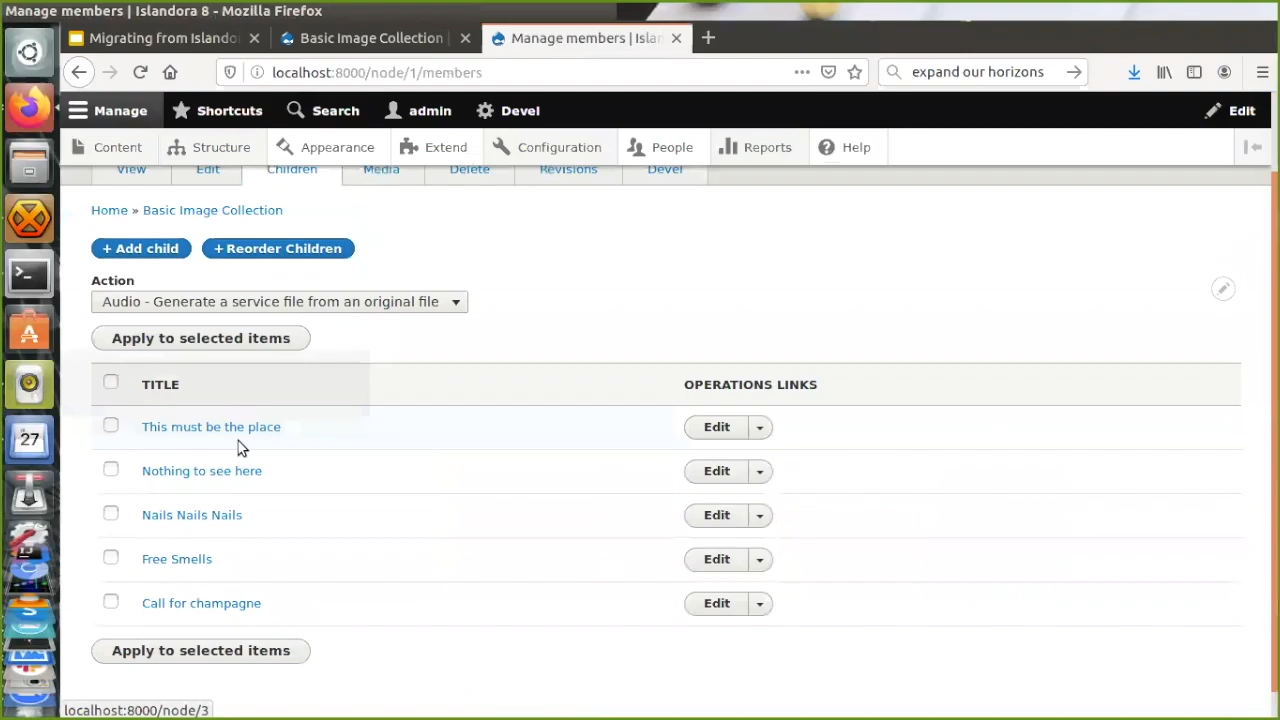 Manage members | Islandora 8 - Mozilla Firefox
Migrating from Islando
Basic Image Collection
Manage members | Islan
localhost:8000/node/1/members
expand our horizons
Manage
Shortcuts
Search
admin
Devel
Edit
Content
Structure
Appearance
Extend
Configuration
People
Reports
Help
View
Edit
Children
Media
Delete
Revisions
Devel
Home » Basic Image Collection
+ Add child
+ Reorder Children
Action
Audio - Generate a service file from an original file
Apply to selected items
TITLE
OPERATIONS LINKS
This must be the place
Edit
Nothing to see here
Edit
Nails Nails Nails
Edit
Free Smells
Edit
Call for champagne
Edit
Apply to selected items
27
localhost:8000/node/3